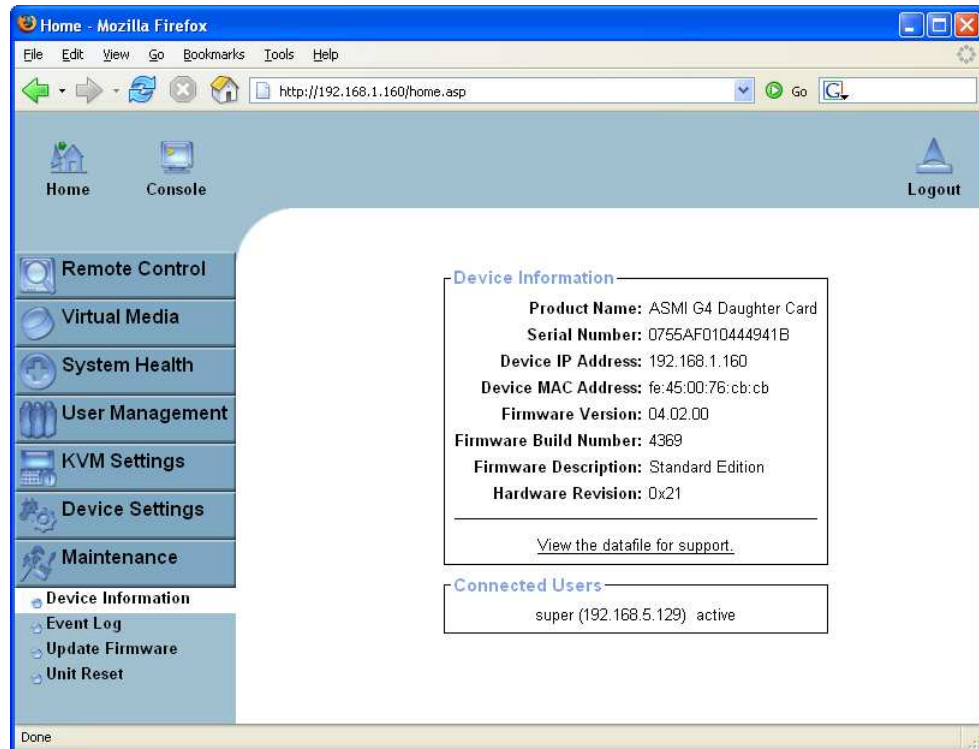 Home - Mozilla Firefox
File Edit View Go Bookmarks Tools Help
http://192.168.1.160/home.asp
Go
G
Home
Console
Logout
Remote Control
Virtual Media
System Health
User Management
KVM Settings
Device Settings
Maintenance
Device Information
Event Log
Update Firmware
Unit Reset
Device Information
Product Name: ASMI G4 Daughter Card
Serial Number: 0755AF010444941B
Device IP Address: 192.168.1.160
Device MAC Address: fe:45:00:76:cb:cb
Firmware Version: 04.02.00
Firmware Build Number: 4369
Firmware Description: Standard Edition
Hardware Revision: 0x21
View the datafile for support.
Connected Users
super (192.168.5.129) active
Done